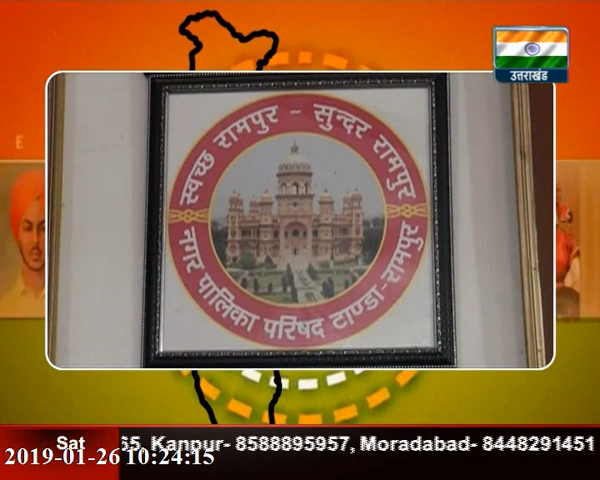 उत्तराखंड
स्वच्छ रामपुर - सुन्दर रामपुर
नगर पालिका परिषद टाण्डा-रामपुर
Sat 65, Kanpur- 8588895957, Moradabad- 8448291451
2019-01-26 10:24:15